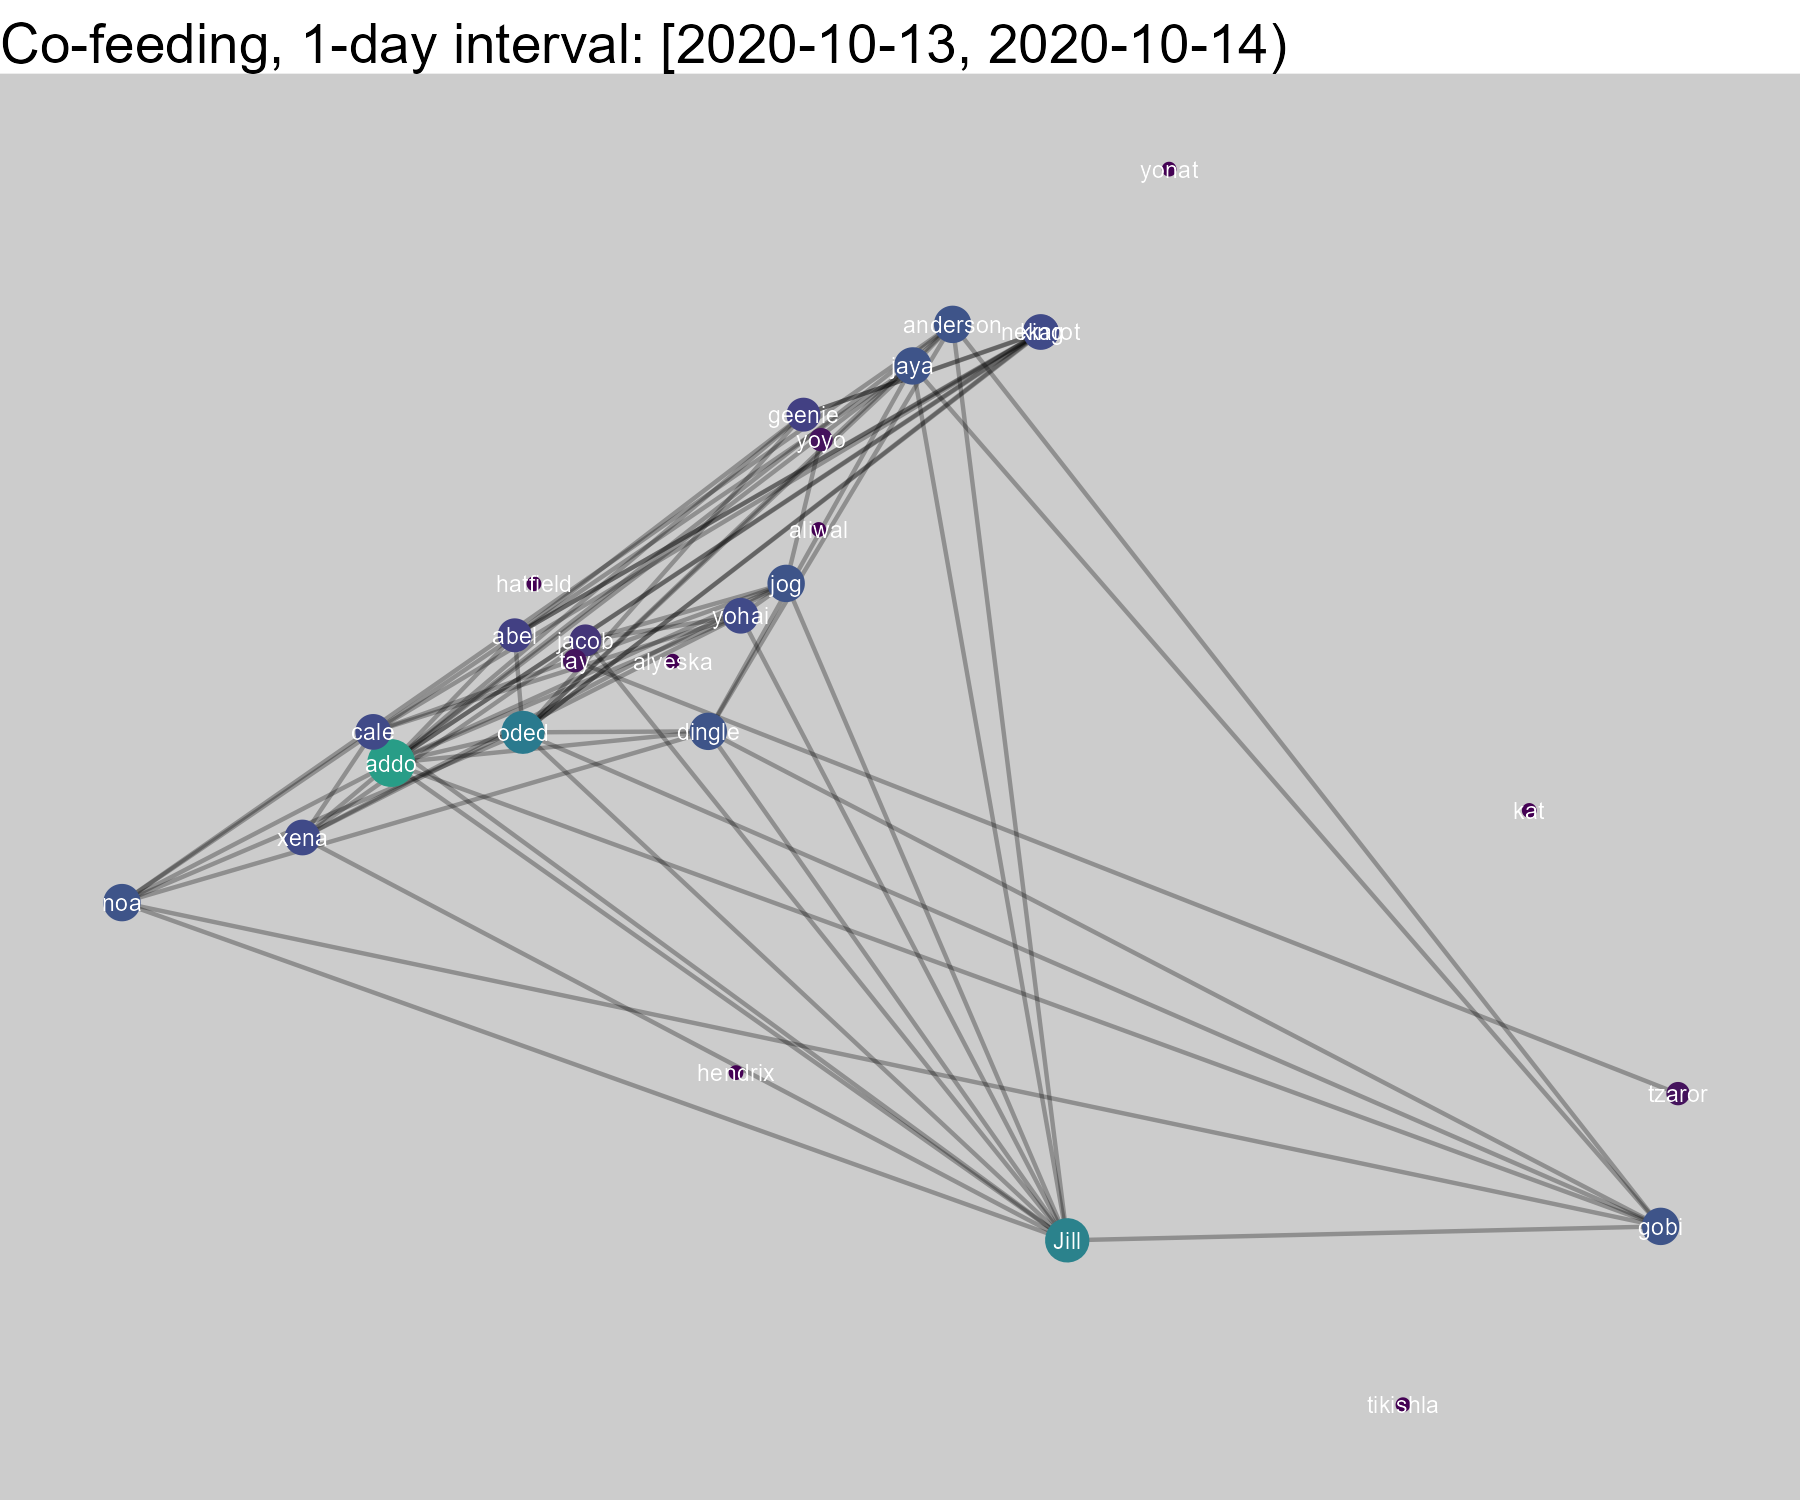 Co-feeding, 1-day interval: [2020-10-13, 2020-10-14)
yonat
anderson
jaya
geenie
yoyo
aliwal
hatfield
jog
yohai
abel
jacob
tay
alyeska
cale
oded
dingle
addo
kat
xena
noa
hendrix
tzaror
gobi
Jill
tikishla